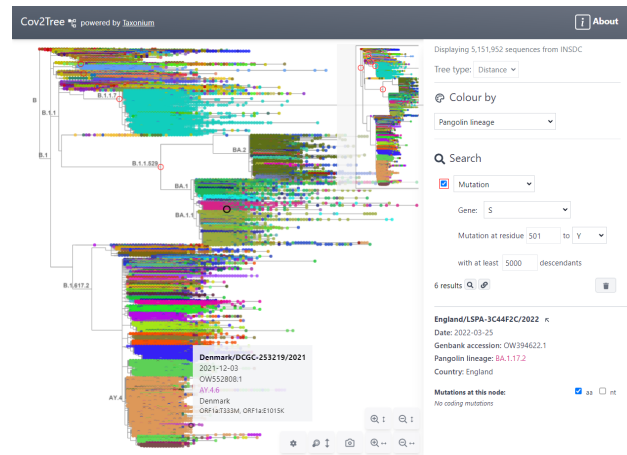 Cov2Tree powered by Taxonium
i About
Displaying 5,151,952 sequences from INSDC
Tree type: Distance
Colour by
Pangolin lineage
Search
Mutation
Gene: S
Mutation at residue 501 to Y
with at least 5000 descendants
6 results
England/LSPA-3C44F2C/2022
Date: 2022-03-25
Genbank accession: OW394622.1
Pangolin lineage: BA.1.17.2
Country: England
Mutations at this node: aa nt
No coding mutations
B
B.1.1.7
B.1.1
BA.2
B.1
B.1.1.529
BA.1
BA.1.1
B.1.617.2
AY.4
Denmark/DCGC-253219/2021
2021-12-03
OW552808.1
AY.4.6
Denmark
ORF1a:T333M, ORF1a:E1015K